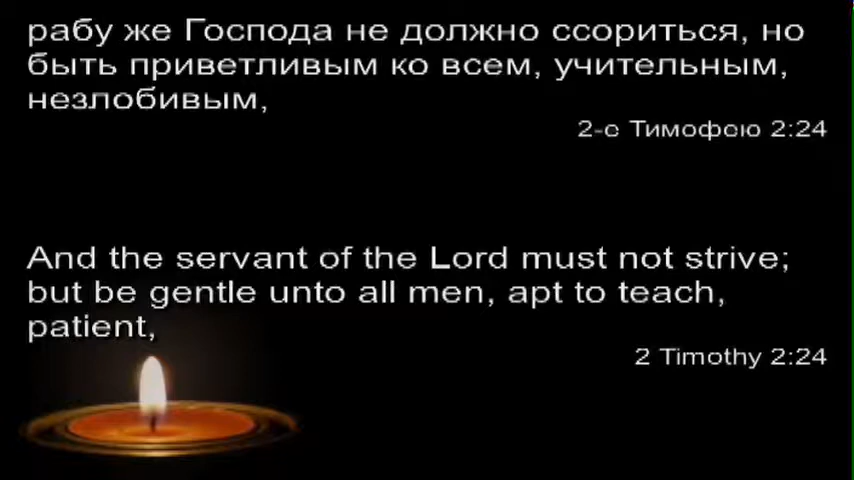 рабу же Господа не должно ссориться, но
быть приветливым ко всем, учительным,
незлобивым,
2-е Тимофею 2:24
And the servant of the Lord must not strive;
but be gentle unto all men, apt to teach,
patient,
2 Timothy 2:24